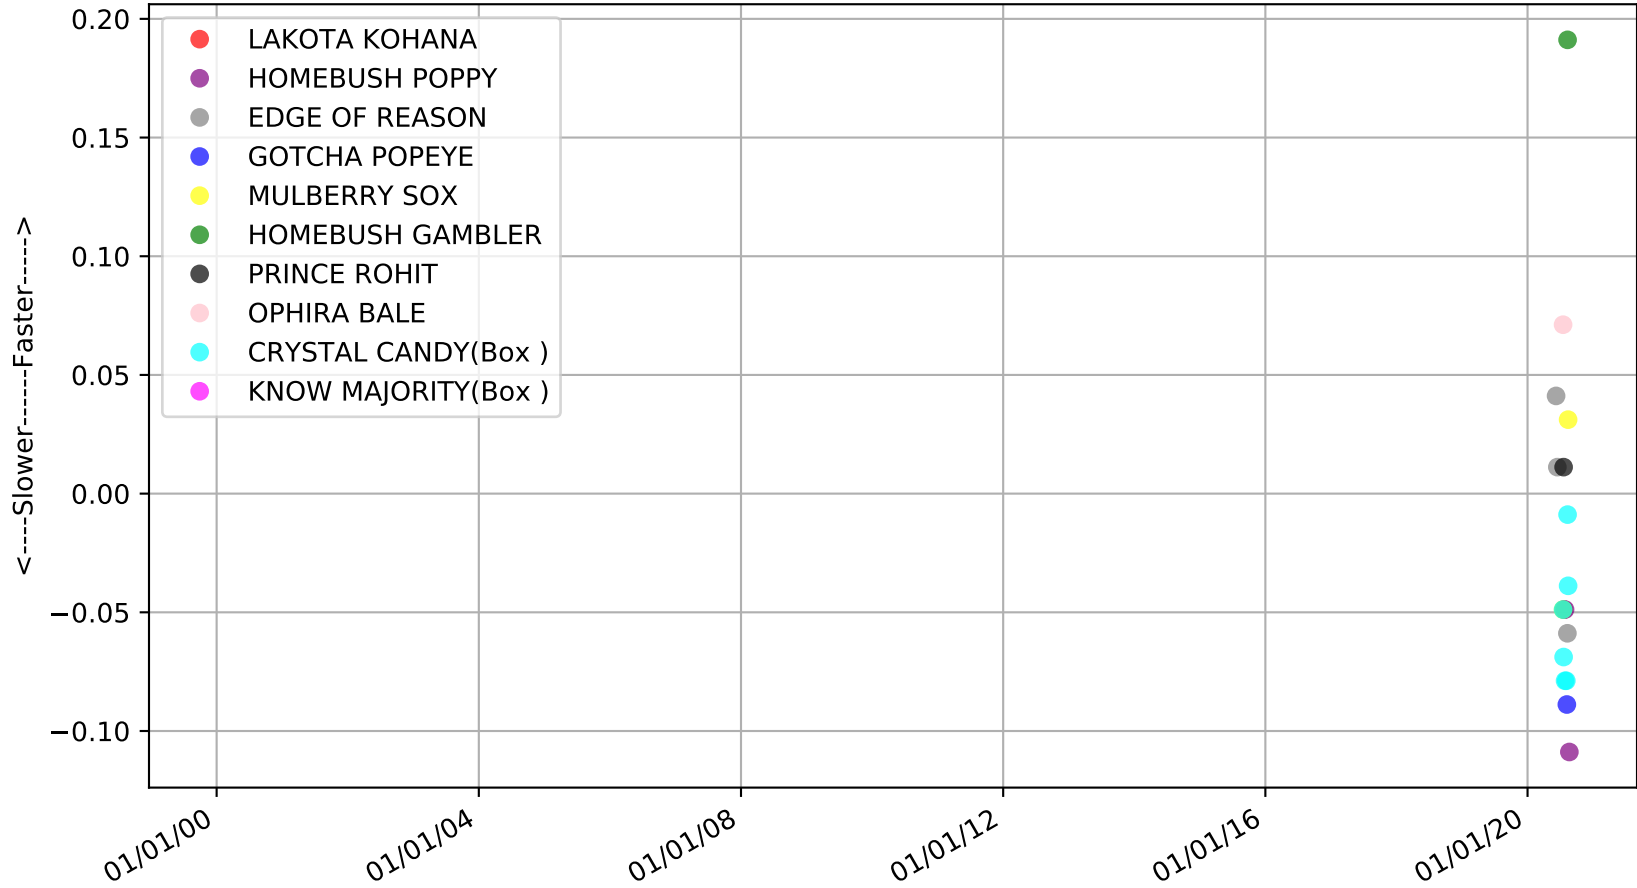 0.20
0.15
0.10
0.05
0.00
−0.05
−0.10
<----Slower-------Faster----->
LAKOTA KOHANA
HOMEBUSH POPPY
EDGE OF REASON
GOTCHA POPEYE
MULBERRY SOX
HOMEBUSH GAMBLER
PRINCE ROHIT
OPHIRA BALE
CRYSTAL CANDY(Box )
KNOW MAJORITY(Box )
01/01/00
01/01/04
01/01/08
01/01/12
01/01/16
01/01/20